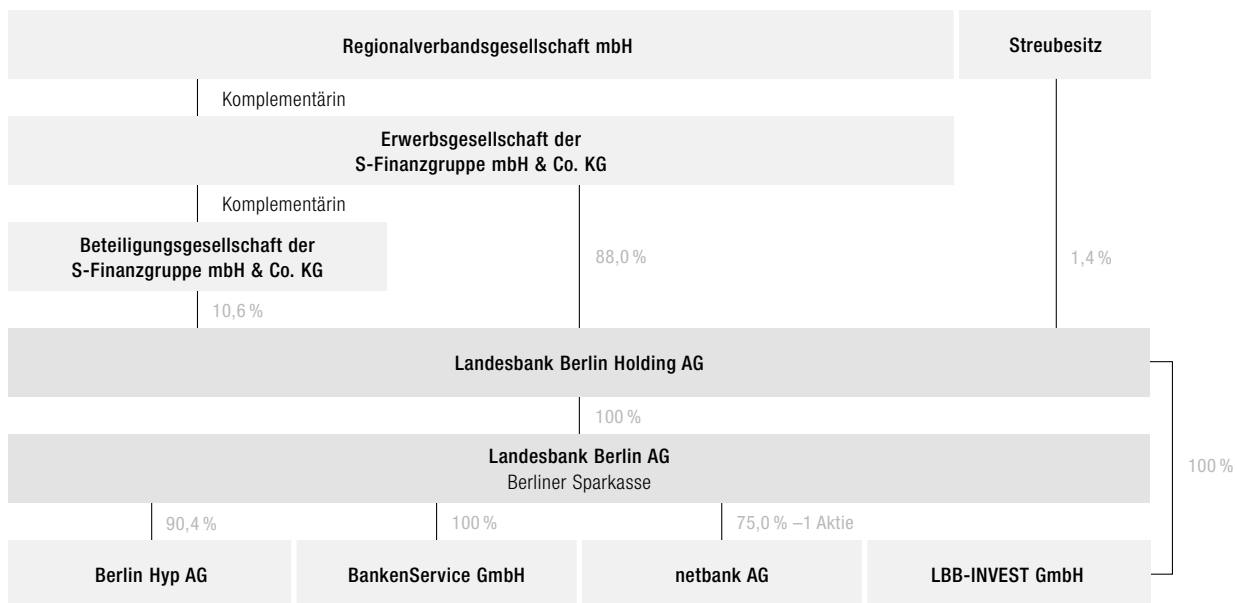 Regionalverbandsgesellschaft mbH
Streubesitz
Komplementärin
Erwerbsgesellschaft der
S-Finanzgruppe mbH & Co. KG
Komplementärin
Beteiligungsgesellschaft der
S-Finanzgruppe mbH & Co. KG
88,0 %
1,4 %
10,6 %
Landesbank Berlin Holding AG
100 %
Landesbank Berlin AG
Berliner Sparkasse
100 %
90,4 %
100 %
75,0 % –1 Aktie
Berlin Hyp AG
BankenService GmbH
netbank AG
LBB-INVEST GmbH